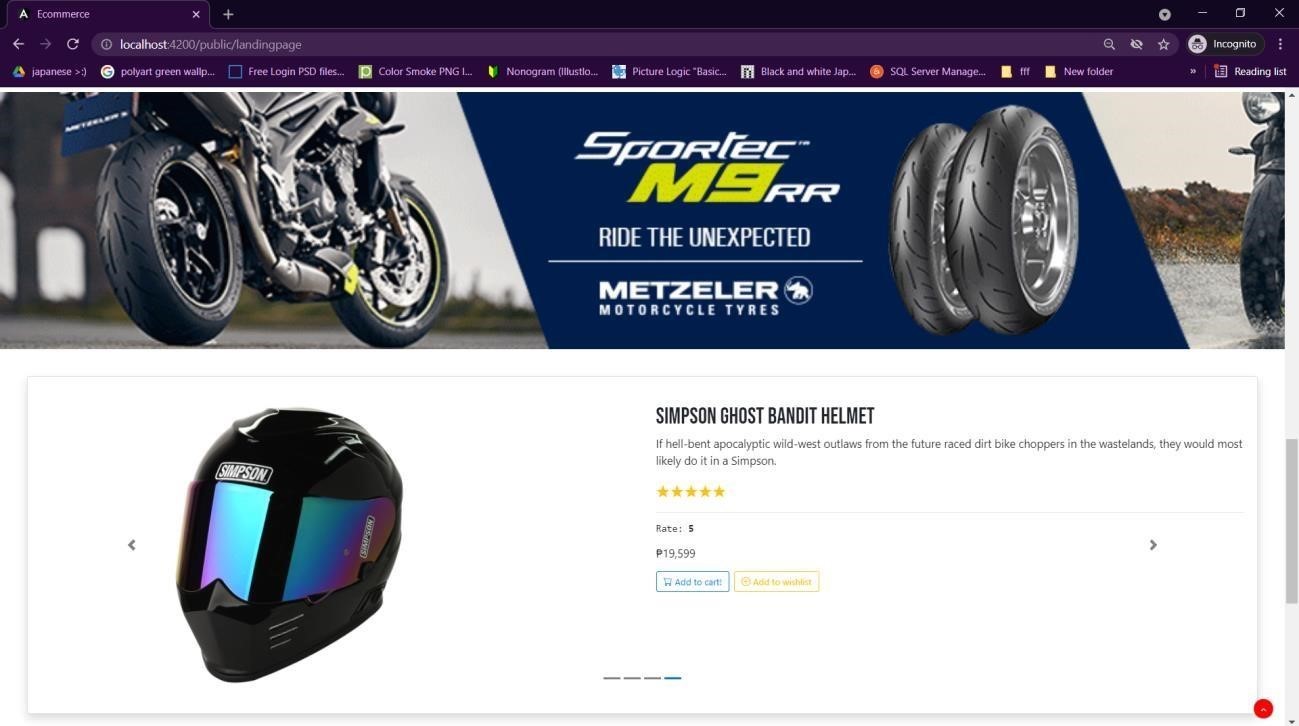 Ecommerce
localhost:4200/public/landingpage
Incognito
japanese >:)
polyart green wallp...
Free Login PSD files...
Color Smoke PNG I...
Nonogram (Illustlo...
Picture Logic "Basic...
Black and white Jap...
SQL Server Manage...
fff
New folder
»
Reading list
METZELER
Sportec™
M9RR
RIDE THE UNEXPECTED
METZELER
MOTORCYCLE TYRES
SIMPSON
SIMPSON
SIMPSON GHOST BANDIT HELMET
If hell-bent apocalyptic wild-west outlaws from the future raced dirt bike choppers in the wastelands, they would most
likely do it in a Simpson.
★★★★★
Rate: 5
₱19,599
Add to cart!
Add to wishlist